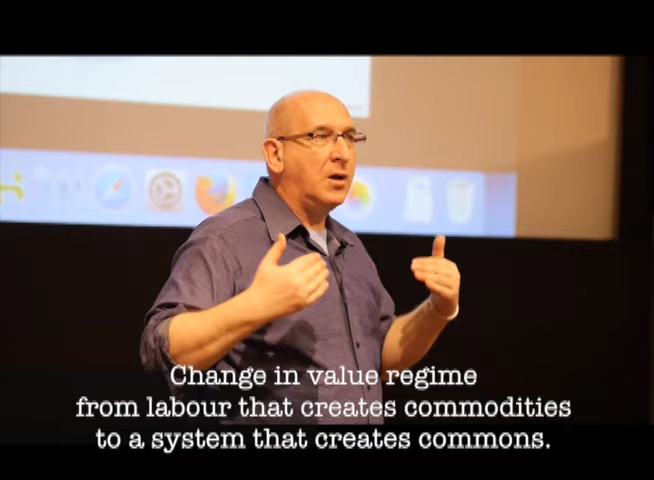 Change in value regime
from labour that creates commodities
to a system that creates commons.